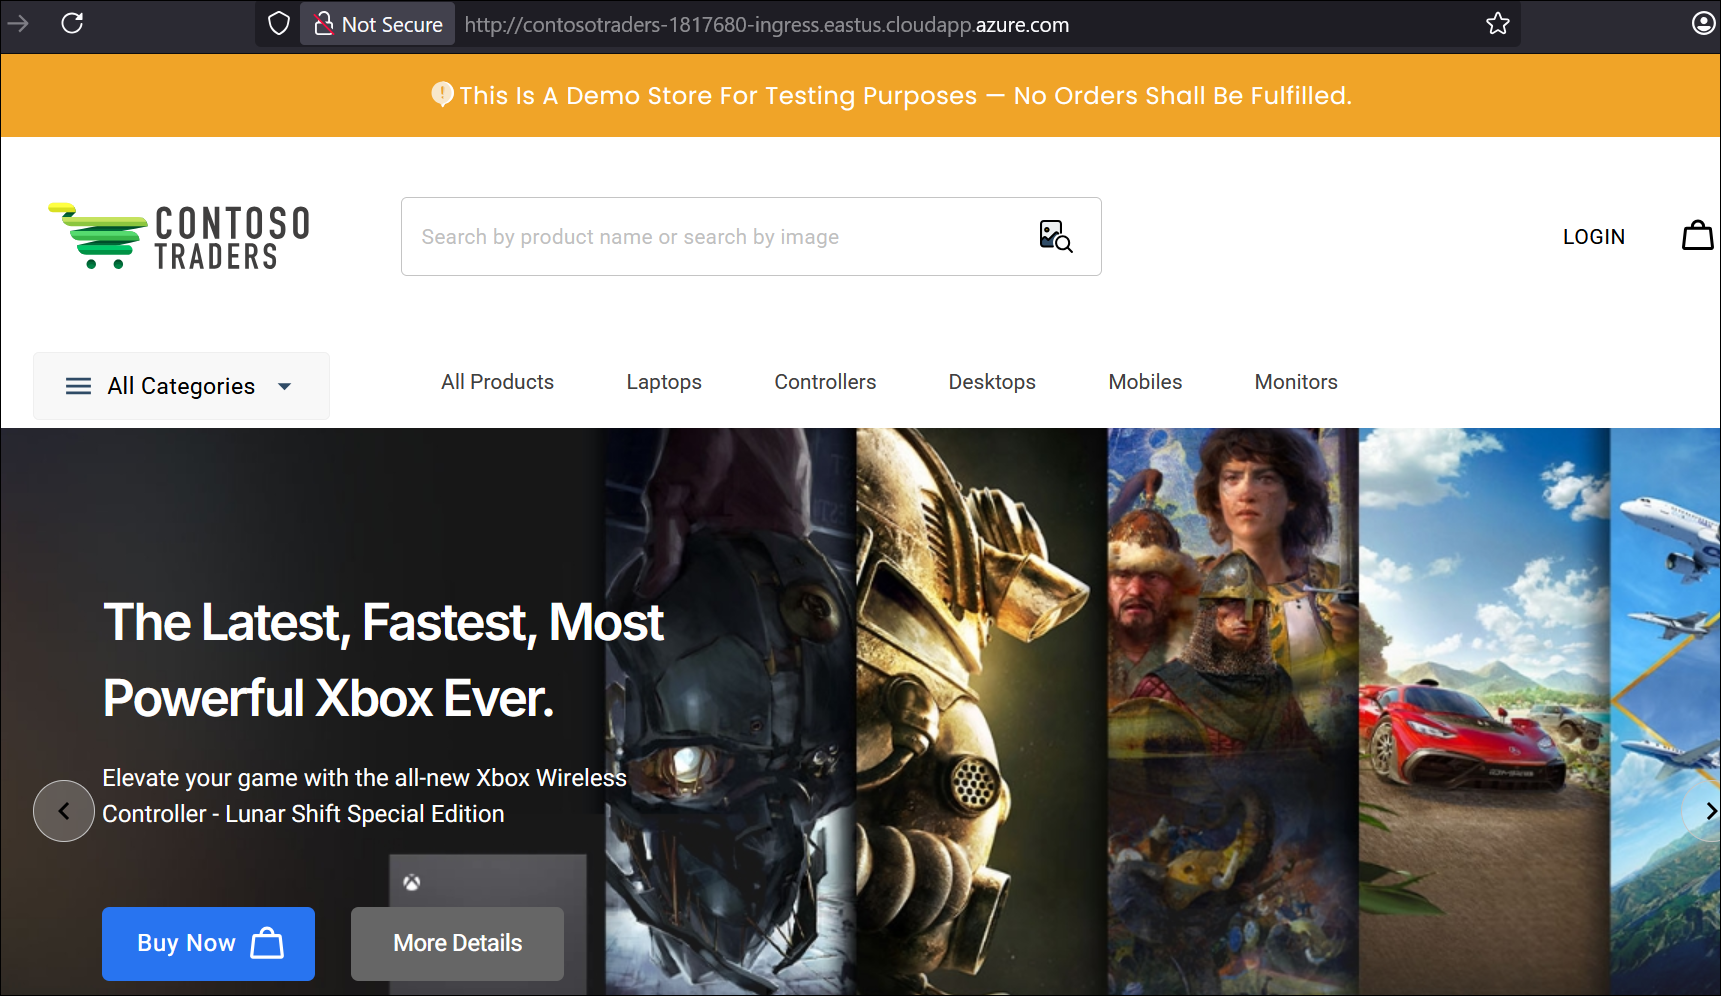 Not Secure http://contosotraders-1817680-ingress.eastus.cloudapp.azure.com
This Is A Demo Store For Testing Purposes — No Orders Shall Be Fulfilled.
CONTOSO
TRADERS
Search by product name or search by image
LOGIN
All Categories
All Products Laptops Controllers Desktops Mobiles Monitors
The Latest, Fastest, Most
Powerful Xbox Ever.
Elevate your game with the all-new Xbox Wireless
Controller - Lunar Shift Special Edition
Buy Now
More Details